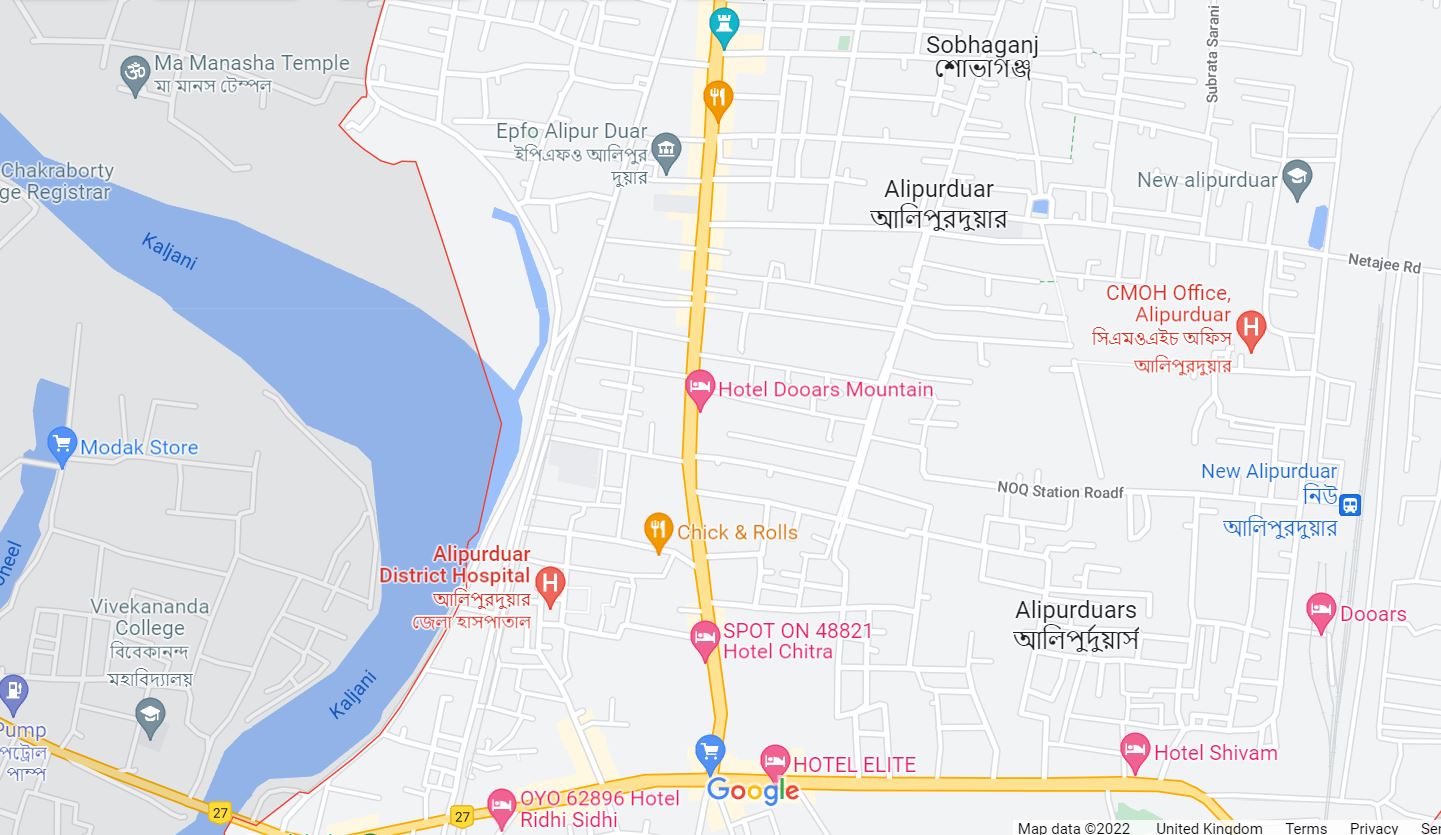 Sobhaganj
শোভাগঞ্জ
Subrata Sarani
Ma Manasha Temple
মা মানস টেম্পল
Epfo Alipur Duar
ইপিএফও আলিপুর
দুয়ার
Chakraborty
ge Registrar
Alipurduar
আলিপুরদুয়ার
New alipurduar
Kaljani
Netajee Rd
CMOH Office,
Alipurduar
সিএমওএইচ অফিস
আলিপুরদুয়ার
Hotel Dooars Mountain
Modak Store
New Alipurduar
নিউ
আলিপুরদুয়ার
NOQ Station Roadf
Chick & Rolls
Alipurduar
District Hospital
আলিপুরদুয়ার
জেলা হাসপাতাল
oneel
Vivekananda
College
বিবেকানন্দ
মহাবিদ্যালয়
Alipurduars
আলিপুর্দুয়ার্স
Dooars
SPOT ON 48821
Hotel Chitra
Kaljani
Pump
পেট্রোল
পাম্প
Hotel Shivam
HOTEL ELITE
Google
27
27
OYO 62896 Hotel
Ridhi Sidhi
Map data ©2022 United Kingdom Terms Privacy Se